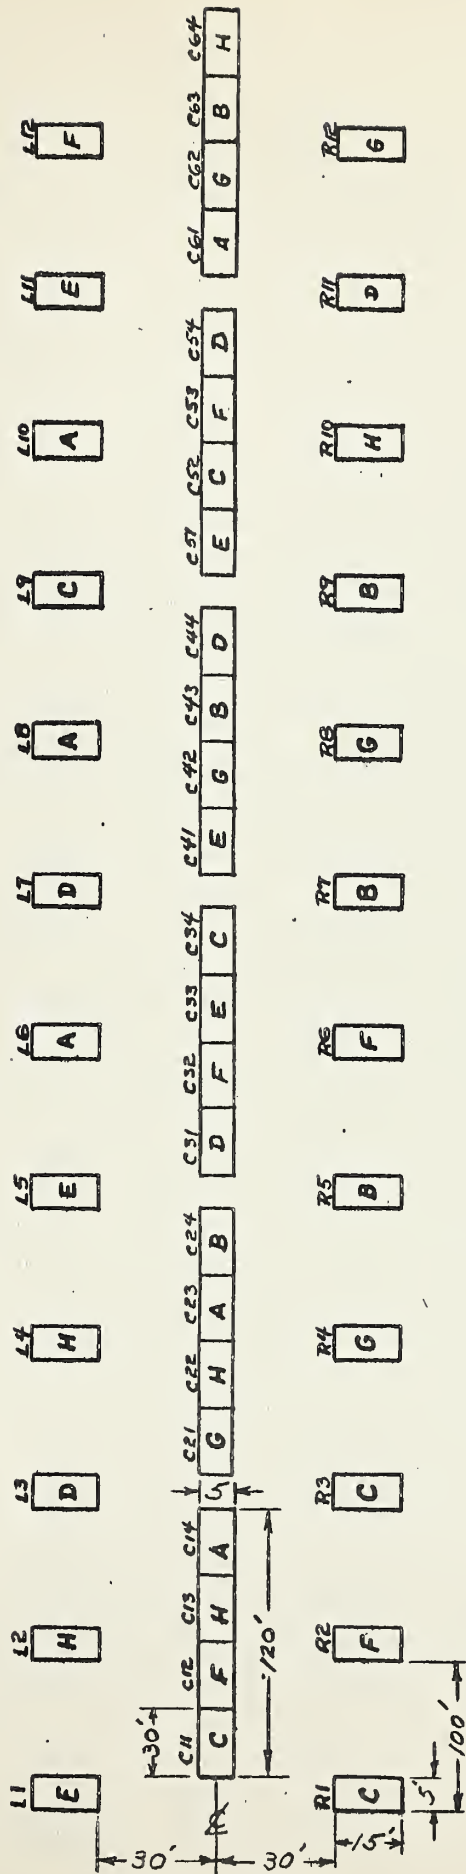 L1 L2 L3 L4 L5 L6 L7 L8 L9 L10 L11 L12
E H D H E A D A C A E F
30'
30'
C11 C12 C13 C14 C21 C22 C23 C24 C31 C32 C33 C34 C41 C42 C43 C44 C51 C52 C53 C54 C61 C62 C63 C64
C F H A 5 G H A B D F E C E G B D E C F D A G B H
120'
30'
R1 R2 R3 R4 R5 R6 R7 R8 R9 R10 R11 R12
C F C G B F B G B H D G
15'
5'
100'